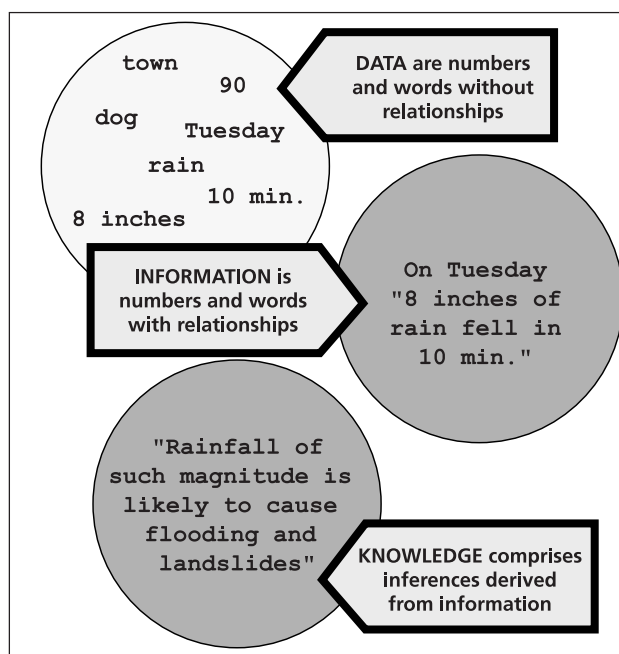 town
90
dog
Tuesday
rain
10 min.
8 inches
DATA are numbers
and words without
relationships
INFORMATION is
numbers and words
with relationships
On Tuesday
"8 inches of
rain fell in
10 min."
"Rainfall of
such magnitude is
likely to cause
flooding and
landslides"
KNOWLEDGE comprises
inferences derived
from information